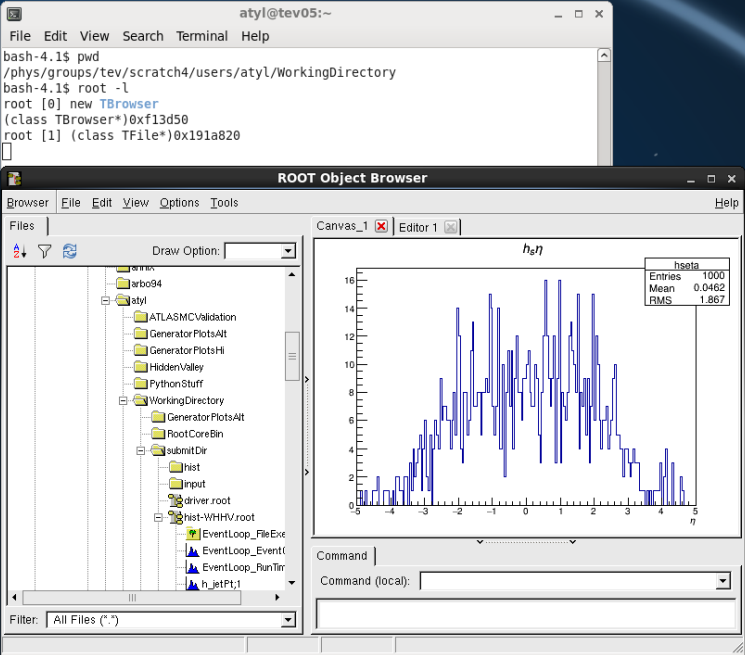 atyl@tev05:~
File Edit View Search Terminal Help
bash-4.1$ pwd
/phys/groups/tev/scratch4/users/atyl/WorkingDirectory
bash-4.1$ root -l
root [0] new TBrowser
(class TBrowser*)0xf13d50
root [1] (class TFile*)0x191a820
ROOT Object Browser
Browser File Edit View Options Tools Help
Files
Draw Option:
arbo94
atyl
ATLASMCValidation
GeneratorPlotsAlt
GeneratorPlotsHi
HiddenValley
PythonStuff
WorkingDirectory
GeneratorPlotsAlt
RootCoreBin
submitDir
hist
input
driver.root
hist-WHHV.root
EventLoop_FileExe
EventLoop_Event
EventLoop_RunTim
h_jetPt;1
Filter: All Files (*.*)
Canvas_1 Editor 1
hₛη
hseta
Entries 1000
Mean 0.0462
RMS 1.867
16
14
12
10
8
6
4
2
0
−5 −4 −3 −2 −1 0 1 2 3 4 5
η
Command
Command (local):